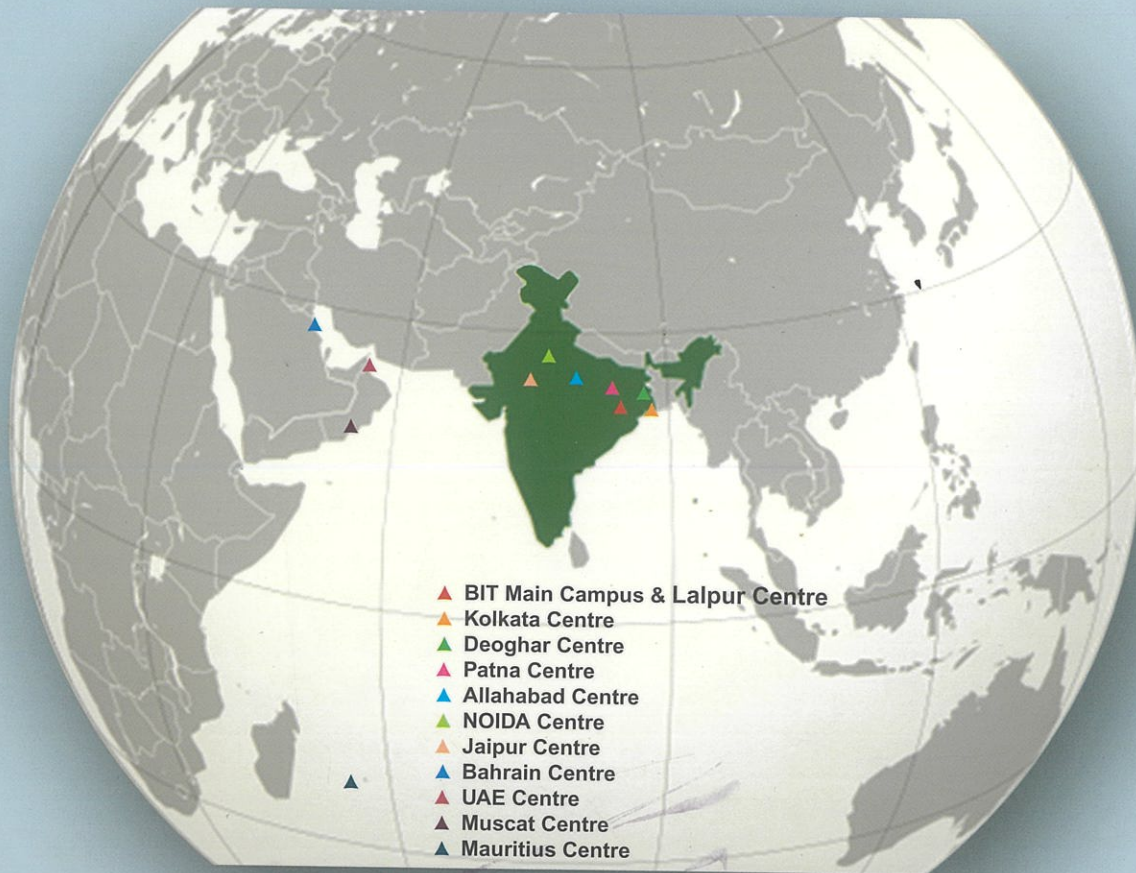 BIT Main Campus & Lalpur Centre
Kolkata Centre
Deoghar Centre
Patna Centre
Allahabad Centre
NOIDA Centre
Jaipur Centre
Bahrain Centre
UAE Centre
Muscat Centre
Mauritius Centre